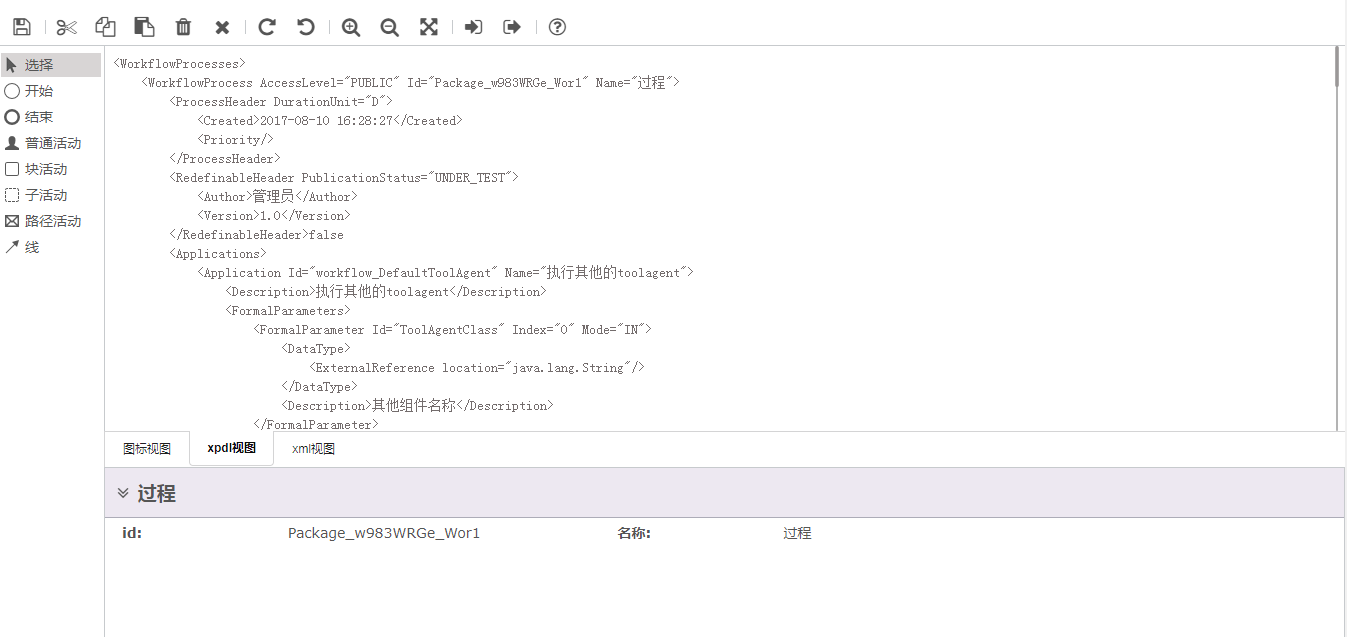 选择
开始
结束
普通活动
块活动
子活动
路径活动
线
<WorkflowProcesses>
<WorkflowProcess AccessLevel="PUBLIC" Id="Package_w983WRGe_Wor1" Name="过程">
<ProcessHeader DurationUnit="D">
<Created>2017-08-10 16:28:27</Created>
<Priority/>
</ProcessHeader>
<RedefinableHeader PublicationStatus="UNDER_TEST">
<Author>管理员</Author>
<Version>1.0</Version>
</RedefinableHeader>false
<Applications>
<Application Id="workflow_DefaultToolAgent" Name="执行其他的toolagent">
<Description>执行其他的toolagent</Description>
<FormalParameters>
<FormalParameter Id="ToolAgentClass" Index="0" Mode="IN">
<DataType>
<ExternalReference location="java.lang.String"/>
</DataType>
<Description>其他组件名称</Description>
</FormalParameter>
图标视图 xpdl视图 xml视图
过程
id: Package_w983WRGe_Wor1 名称: 过程